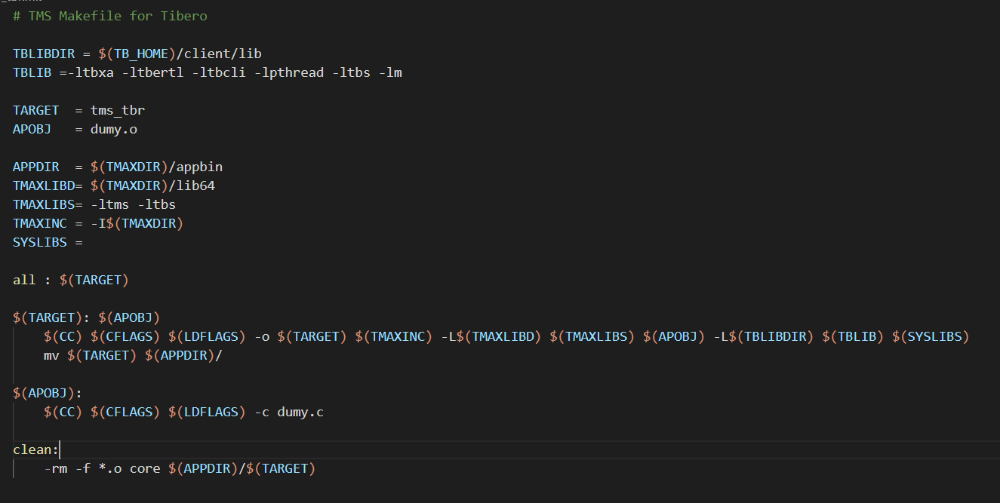 # TMS Makefile for Tibero
TBLIBDIR = $(TB_HOME)/client/lib
TBLIB =-ltbxa -ltbertl -ltbcli -lpthread -ltbs -lm
TARGET  = tms_tbr
APOBJ   = dumy.o
APPDIR  = $(TMAXDIR)/appbin
TMAXLIBD= $(TMAXDIR)/lib64
TMAXLIBS= -ltms -ltbs
TMAXINC = -I$(TMAXDIR)
SYSLIBS =
all : $(TARGET)
$(TARGET): $(APOBJ)
    $(CC) $(CFLAGS) $(LDFLAGS) -o $(TARGET) $(TMAXINC) -L$(TMAXLIBD) $(TMAXLIBS) $(APOBJ) -L$(TBLIBDIR) $(TBLIB) $(SYSLIBS)
    mv $(TARGET) $(APPDIR)/
$(APOBJ):
    $(CC) $(CFLAGS) $(LDFLAGS) -c dumy.c
clean:
    -rm -f *.o core $(APPDIR)/$(TARGET)